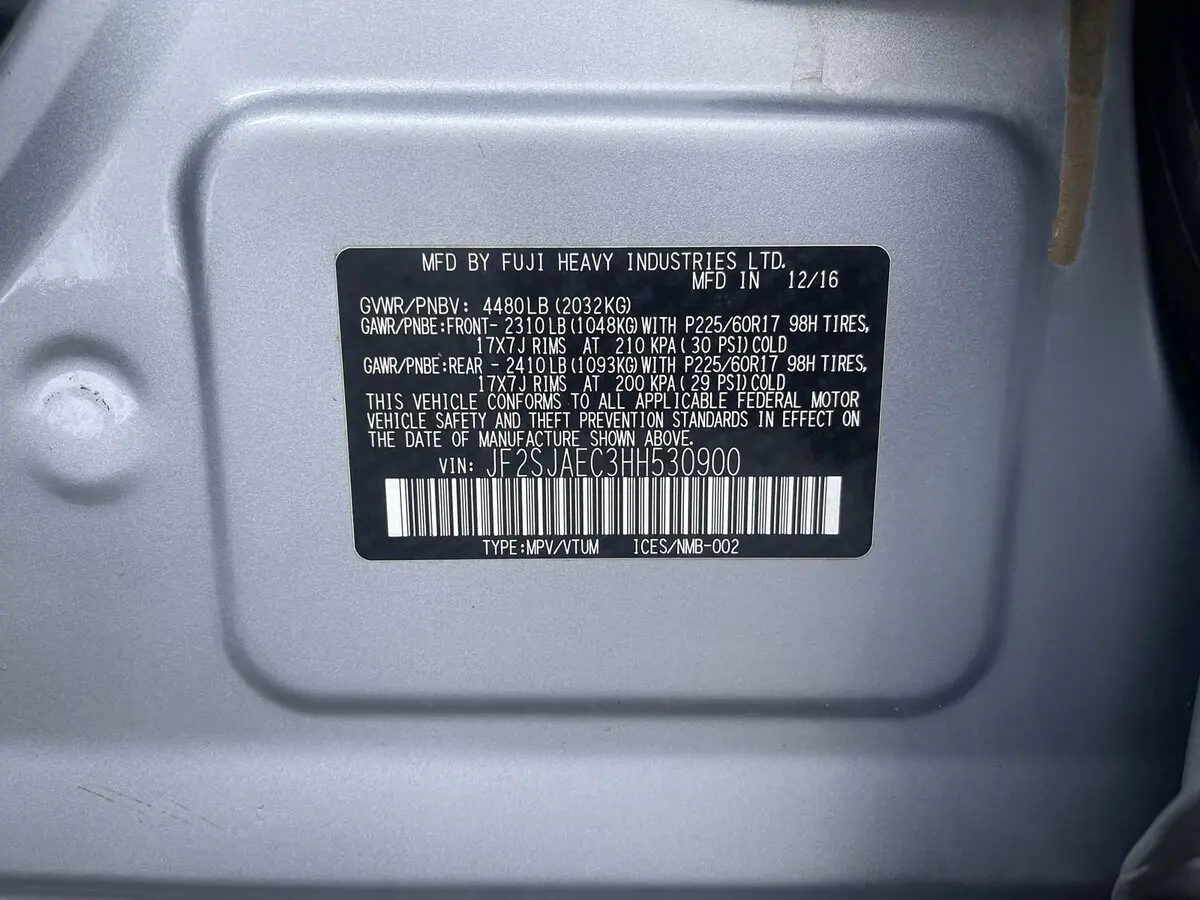 MFD BY FUJI HEAVY INDUSTRIES LTD.
MFD IN 12/16
GVWR/PNBV: 4480LB(2032KG)
GAWR/PNBE:FRONT- 2310LB(1048KG)WITH P225/60R17 98H TIRES,
17X7J RIMS AT 210 KPA(30 PSI)COLD
GAWR/PNBE:REAR - 2410LB(1093KG)WITH P225/60R17 98H TIRES,
17X7J RIMS AT 200 KPA(29 PSI)COLD
THIS VEHICLE CONFORMS TO ALL APPLICABLE FEDERAL MOTOR
VEHICLE SAFETY AND THEFT PREVENTION STANDARDS IN EFFECT ON
THE DATE OF MANUFACTURE SHOWN ABOVE.
VIN: JF2SJAEC3HH530900
TYPE:MPV/VTUM ICES/NMB-002